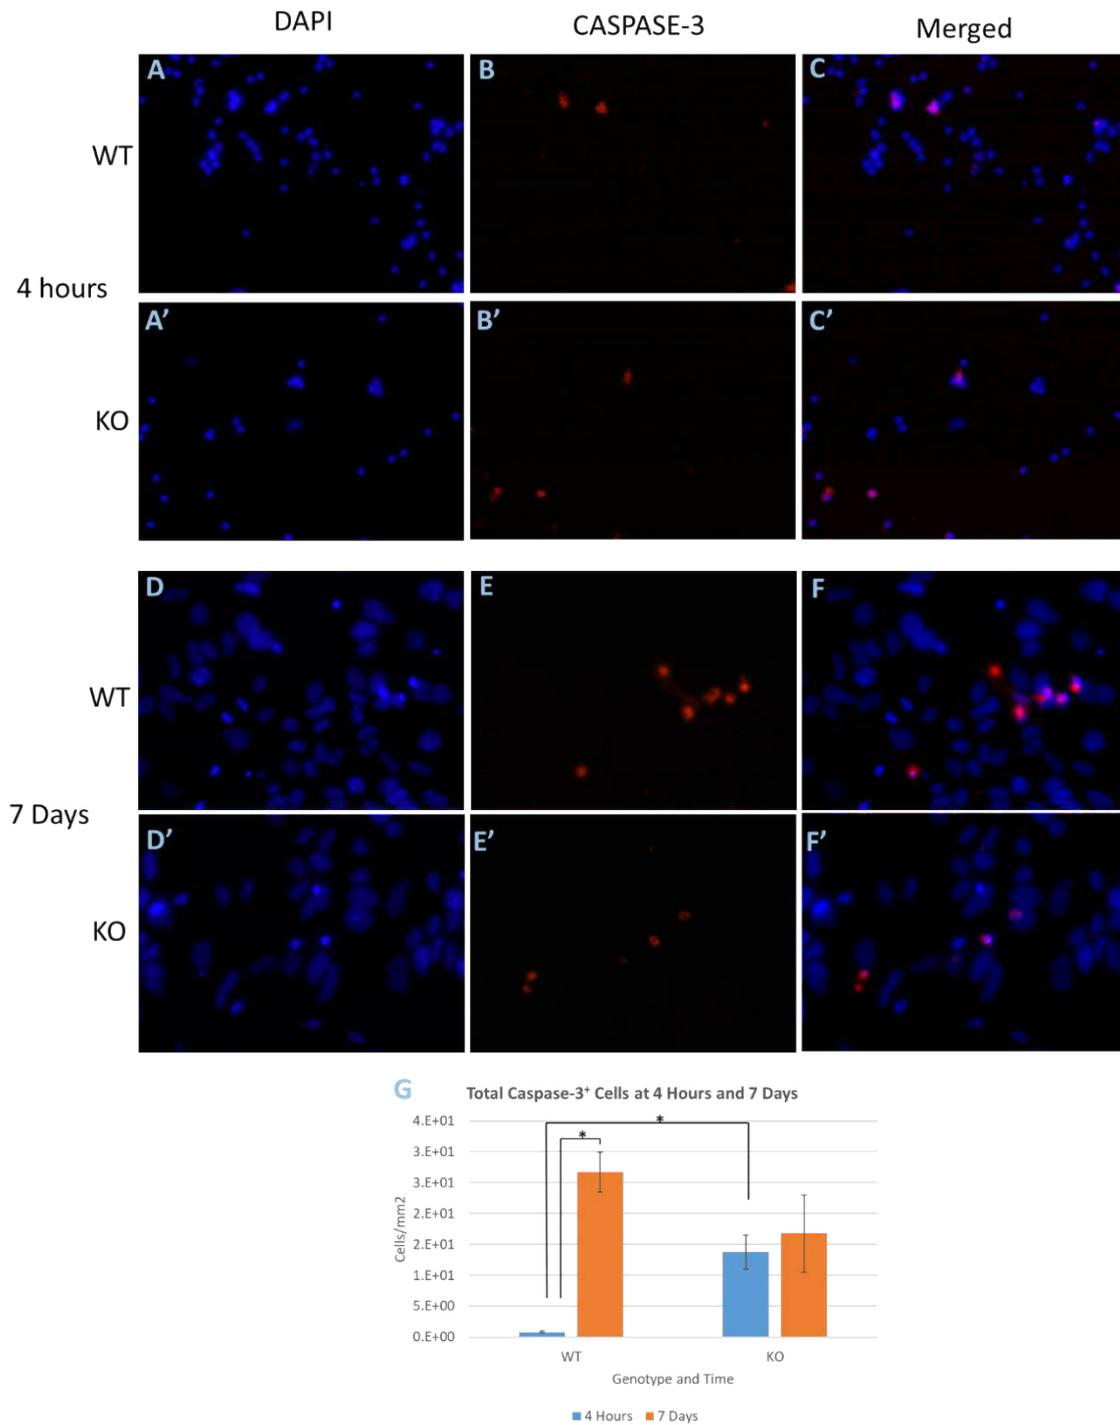 DAPI CASPASE-3 Merged
A B C
WT
4 hours
A’ B’ C’
KO
D E F
WT
7 Days
D’ E’ F’
KO
G Total Caspase-3⁺ Cells at 4 Hours and 7 Days
4.E+01
* 
*
3.E+01
3.E+01
2.E+01
Cells/mm2
2.E+01
1.E+01
5.E+00
0.E+00
WT KO
Genotype and Time
4 Hours 7 Days